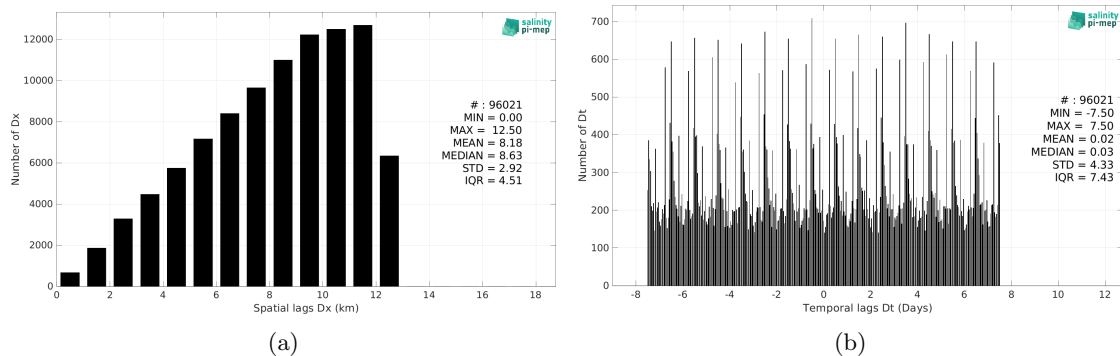 salinity
pi-mep
12000
10000
8000
6000
4000
2000
0
Number of Dx
# : 96021
MIN = 0.00
MAX = 12.50
MEAN = 8.18
MEDIAN = 8.63
STD = 2.92
IQR = 4.51
0 2 4 6 8 10 12 14 16 18
Spatial lags Dx (km)
(a)
salinity
pi-mep
700
600
500
400
300
200
100
0
Number of Dt
# : 96021
MIN = -7.50
MAX = 7.50
MEAN = 0.02
MEDIAN = 0.03
STD = 4.33
IQR = 7.43
-8 -6 -4 -2 0 2 4 6 8 10 12
Temporal lags Dt (Days)
(b)